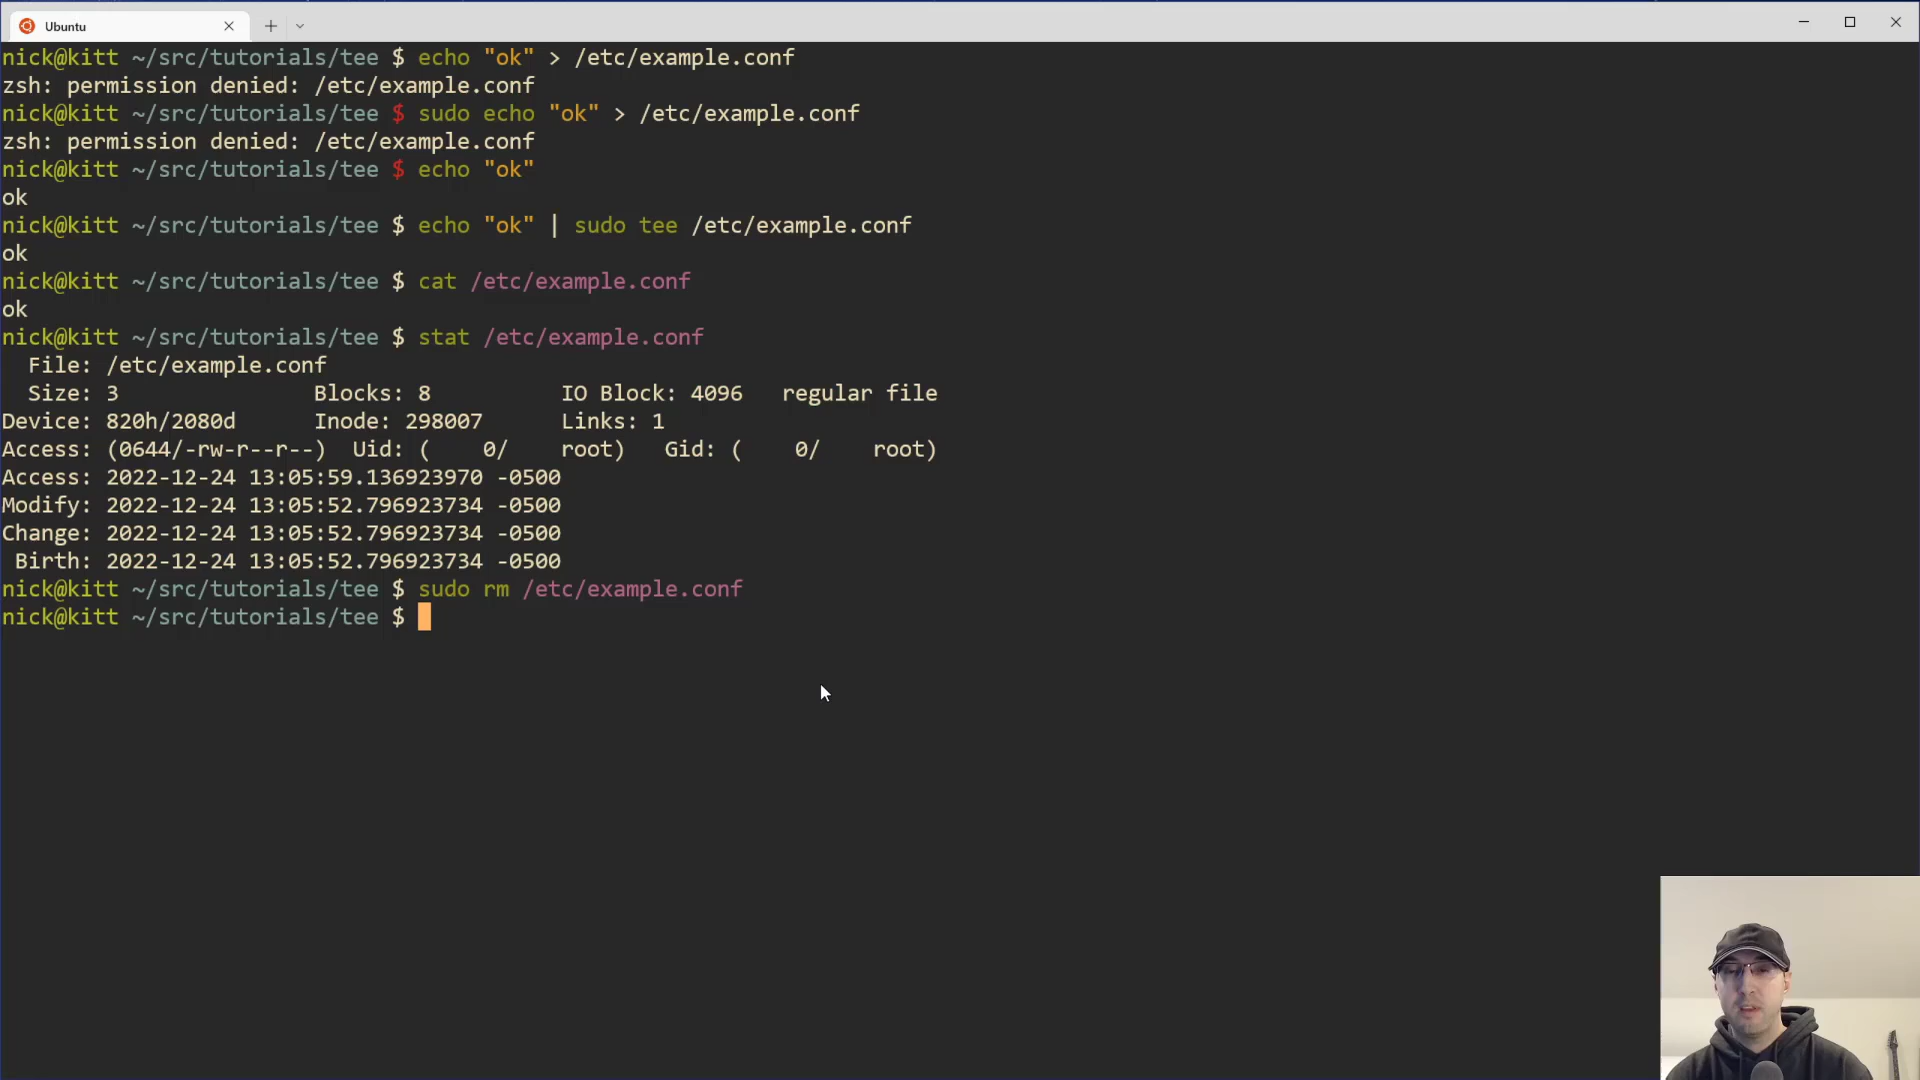 Ubuntu
nick@kitt ~/src/tutorials/tee $ echo "ok" > /etc/example.conf
zsh: permission denied: /etc/example.conf
nick@kitt ~/src/tutorials/tee $ sudo echo "ok" > /etc/example.conf
zsh: permission denied: /etc/example.conf
nick@kitt ~/src/tutorials/tee $ echo "ok"
ok
nick@kitt ~/src/tutorials/tee $ echo "ok" | sudo tee /etc/example.conf
ok
nick@kitt ~/src/tutorials/tee $ cat /etc/example.conf
ok
nick@kitt ~/src/tutorials/tee $ stat /etc/example.conf
  File: /etc/example.conf
  Size: 3               Blocks: 8          IO Block: 4096   regular file
Device: 820h/2080d      Inode: 298007      Links: 1
Access: (0644/-rw-r--r--)  Uid: (    0/    root)   Gid: (    0/    root)
Access: 2022-12-24 13:05:59.136923970 -0500
Modify: 2022-12-24 13:05:52.796923734 -0500
Change: 2022-12-24 13:05:52.796923734 -0500
 Birth: 2022-12-24 13:05:52.796923734 -0500
nick@kitt ~/src/tutorials/tee $ sudo rm /etc/example.conf
nick@kitt ~/src/tutorials/tee $